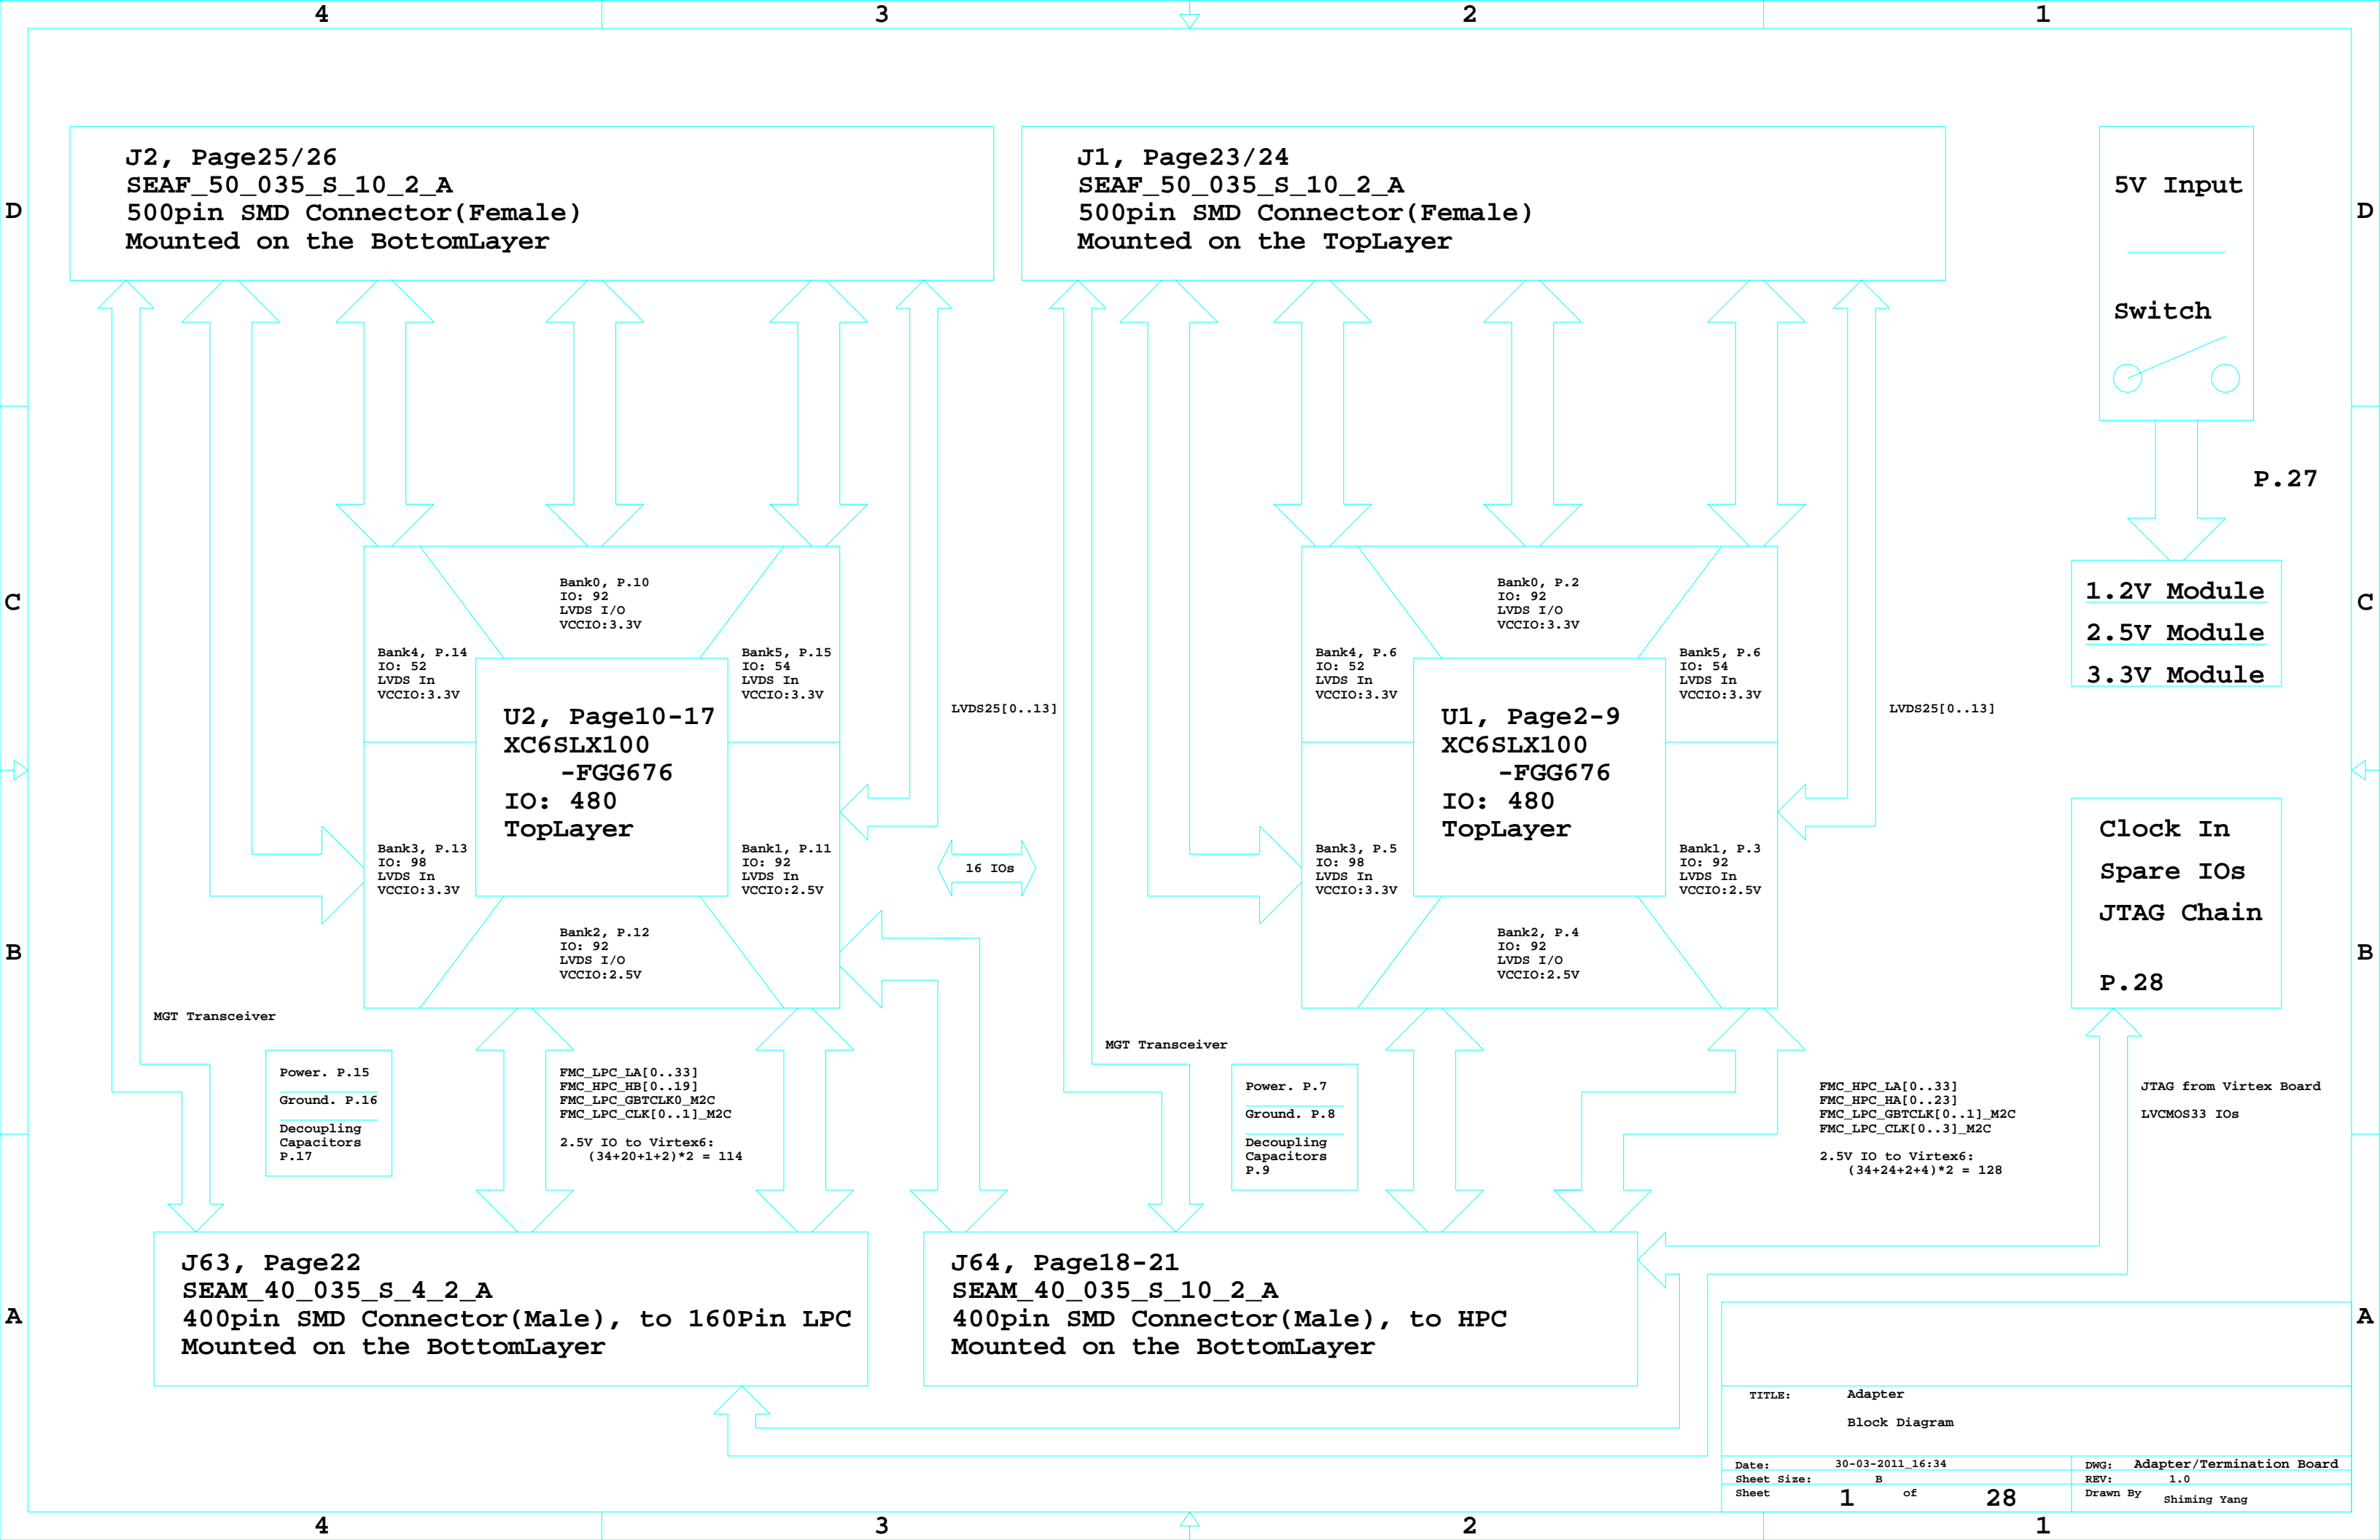 4 3 2 1
J2, Page25/26
SEAF_50_035_S_10_2_A
500pin SMD Connector(Female)
Mounted on the BottomLayer
J1, Page23/24
SEAF_50_035_S_10_2_A
500pin SMD Connector(Female)
Mounted on the TopLayer
5V Input
Switch
D D
P.27
1.2V Module
2.5V Module
3.3V Module
C C
Bank0, P.10
IO: 92
LVDS I/O
VCCIO:3.3V
Bank4, P.14
IO: 52
LVDS In
VCCIO:3.3V
Bank5, P.15
IO: 54
LVDS In
VCCIO:3.3V
U2, Page10-17
XC6SLX100
-FGG676
IO: 480
TopLayer
Bank3, P.13
IO: 98
LVDS In
VCCIO:3.3V
Bank1, P.11
IO: 92
LVDS In
VCCIO:2.5V
Bank2, P.12
IO: 92
LVDS I/O
VCCIO:2.5V
LVDS25[0..13]
16 IOs
Bank0, P.2
IO: 92
LVDS I/O
VCCIO:3.3V
Bank4, P.6
IO: 52
LVDS In
VCCIO:3.3V
Bank5, P.6
IO: 54
LVDS In
VCCIO:3.3V
U1, Page2-9
XC6SLX100
-FGG676
IO: 480
TopLayer
Bank3, P.5
IO: 98
LVDS In
VCCIO:3.3V
Bank1, P.3
IO: 92
LVDS In
VCCIO:2.5V
Bank2, P.4
IO: 92
LVDS I/O
VCCIO:2.5V
LVDS25[0..13]
Clock In
Spare IOs
JTAG Chain
P.28
B B
MGT Transceiver
Power. P.15
Ground. P.16
Decoupling
Capacitors
P.17
FMC_LPC_LA[0..33]
FMC_HPC_HB[0..19]
FMC_LPC_GBTCLK0_M2C
FMC_LPC_CLK[0..1]_M2C
2.5V IO to Virtex6:
(34+20+1+2)*2 = 114
MGT Transceiver
Power. P.7
Ground. P.8
Decoupling
Capacitors
P.9
FMC_HPC_LA[0..33]
FMC_HPC_HA[0..23]
FMC_LPC_GBTCLK[0..1]_M2C
FMC_LPC_CLK[0..3]_M2C
2.5V IO to Virtex6:
(34+24+2+4)*2 = 128
JTAG from Virtex Board
LVCMOS33 IOs
J63, Page22
SEAM_40_035_S_4_2_A
400pin SMD Connector(Male), to 160Pin LPC
Mounted on the BottomLayer
J64, Page18-21
SEAM_40_035_S_10_2_A
400pin SMD Connector(Male), to HPC
Mounted on the BottomLayer
A A
TITLE: Adapter
Block Diagram
Date: 30-03-2011_16:34
DWG: Adapter/Termination Board
Sheet Size: B
REV: 1.0
Sheet 1 of 28
Drawn By Shiming Yang
4 3 2 1